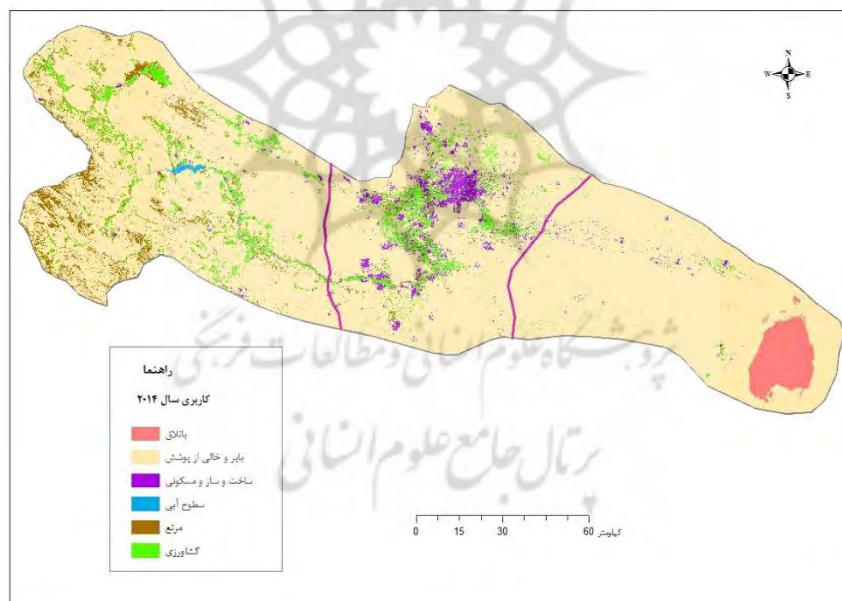 N
W E
S
پژوهشگاه علوم انسانی و مطالعات فرهنگی
راهنما
کاربری سال ۲۰۱۴
باتلاق
بایر و خالی از پوشش
ساخت و ساز و مسکونی
سطوح آبی
مرتع
کشاورزی
پرتال جامع علوم انسانی
0 15 30 60 کیلومتر